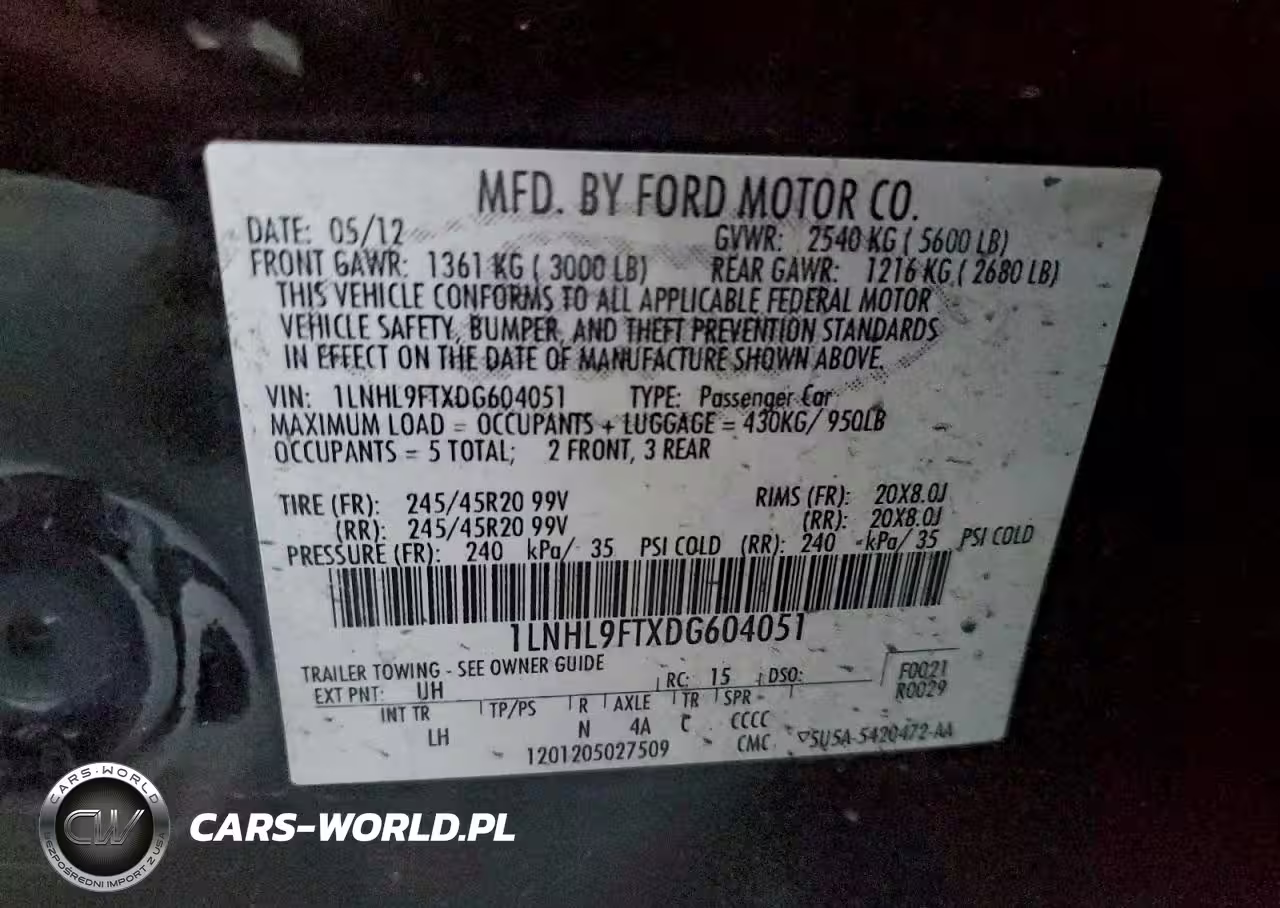 MFD. BY FORD MOTOR CO.
DATE: 05/12 GVWR: 2540 KG ( 5600 LB)
FRONT GAWR: 1361 KG ( 3000 LB) REAR GAWR: 1216 KG ( 2680 LB)
THIS VEHICLE CONFORMS TO ALL APPLICABLE FEDERAL MOTOR
VEHICLE SAFETY, BUMPER, AND THEFT PREVENTION STANDARDS
IN EFFECT ON THE DATE OF MANUFACTURE SHOWN ABOVE.
VIN: 1LNHL9FTXDG604051 TYPE: Passenger Car
MAXIMUM LOAD = OCCUPANTS + LUGGAGE = 430KG/ 950LB
OCCUPANTS = 5 TOTAL; 2 FRONT, 3 REAR
TIRE (FR): 245/45R20 99V RIMS (FR): 20X8.0J
(RR): 245/45R20 99V (RR): 20X8.0J
PRESSURE (FR): 240 kPa/ 35 PSI COLD (RR): 240 kPa/ 35 PSI COLD
1LNHL9FTXDG604051
TRAILER TOWING - SEE OWNER GUIDE
EXT PNT: UH RC: 15 DSO: F0021
R0029
INT TR TP/PS R AXLE TR SPR
LH N 4A C CCCC
1201205027509 CMC 5U5A-5420472-AA
CARS-WORLD
CW
BEZPOŚREDNI IMPORT Z USA
CARS-WORLD.PL